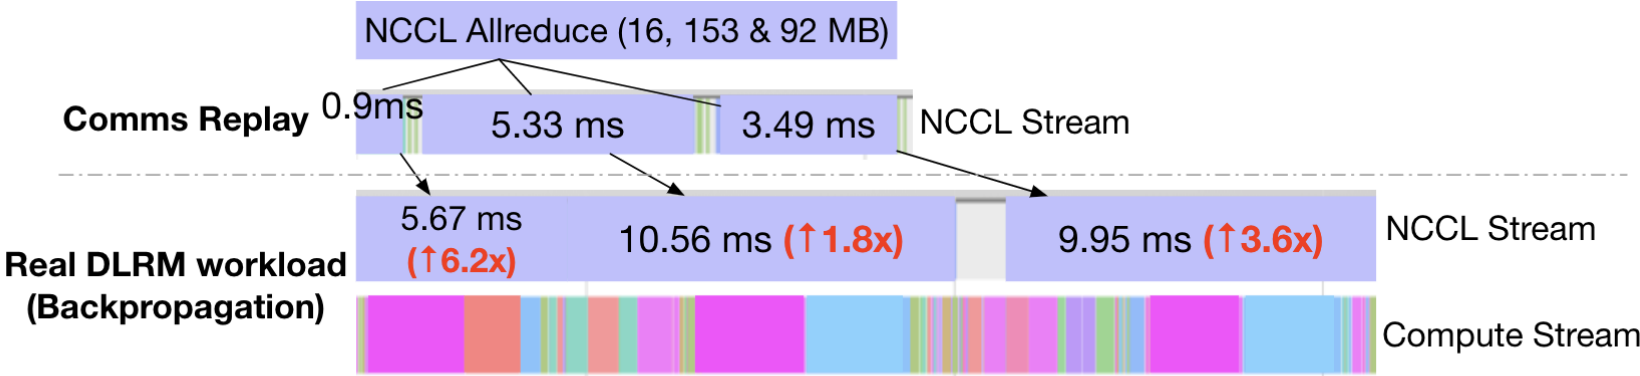 NCCL Allreduce (16, 153 & 92 MB)
Comms Replay
0.9ms
5.33 ms
3.49 ms
NCCL Stream
Real DLRM workload
(Backpropagation)
5.67 ms
(↑6.2x)
10.56 ms (↑1.8x)
9.95 ms (↑3.6x)
NCCL Stream
Compute Stream